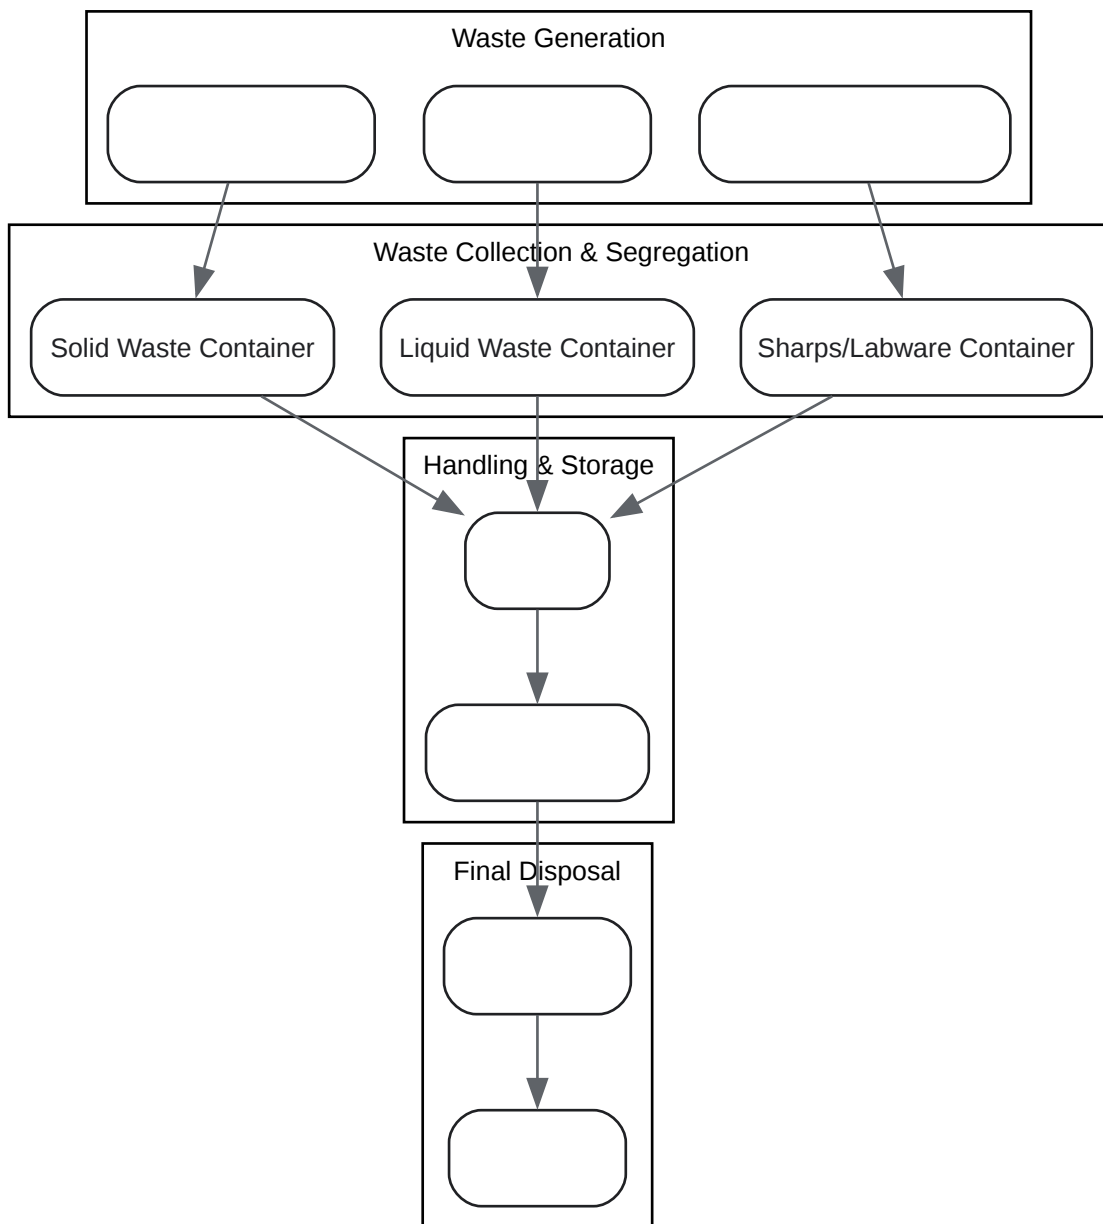 Waste Generation
Waste Collection & Segregation
Solid Waste Container
Liquid Waste Container
Sharps/Labware Container
Handling & Storage
Final Disposal